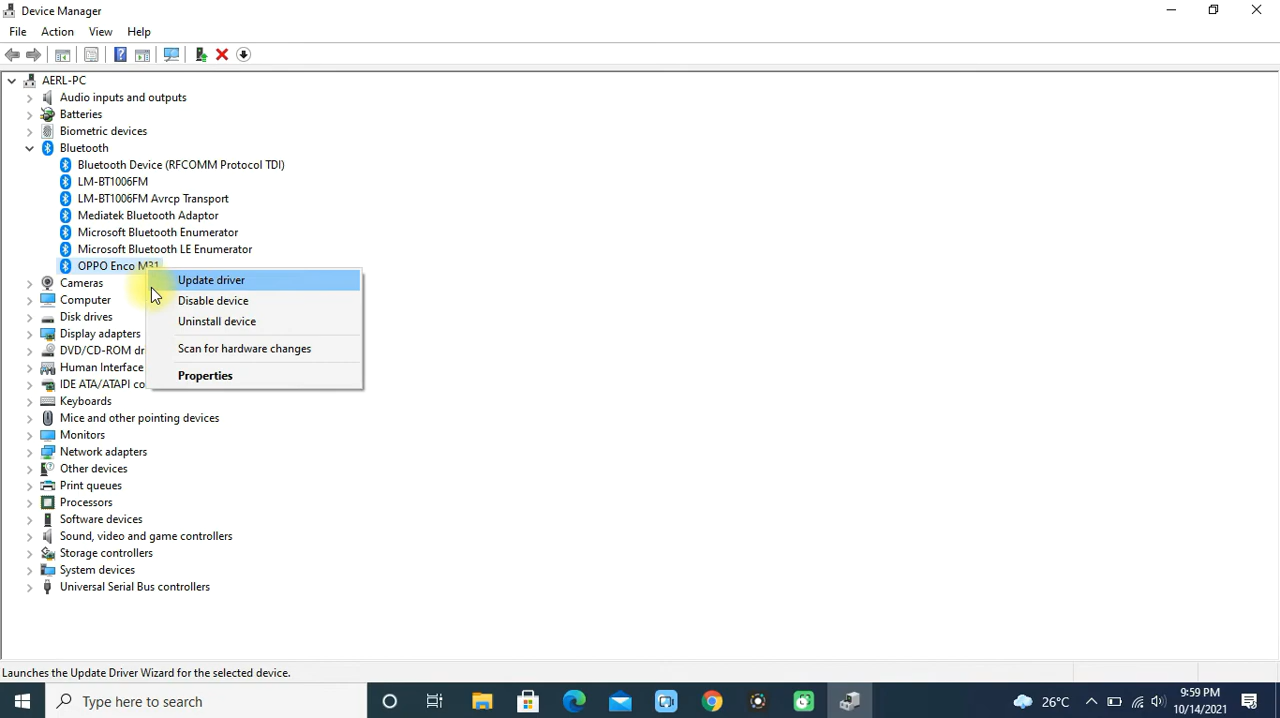 Device Manager
File Action View Help
AERL-PC
Audio inputs and outputs
Batteries
Biometric devices
Bluetooth
Bluetooth Device (RFCOMM Protocol TDI)
LM-BT1006FM
LM-BT1006FM Avrcp Transport
Mediatek Bluetooth Adaptor
Microsoft Bluetooth Enumerator
Microsoft Bluetooth LE Enumerator
OPPO Enco M31
Cameras
Computer
Disk drives
Display adapters
DVD/CD-ROM dri
Human Interface
IDE ATA/ATAPI co
Keyboards
Mice and other pointing devices
Monitors
Network adapters
Other devices
Print queues
Processors
Software devices
Sound, video and game controllers
Storage controllers
System devices
Universal Serial Bus controllers
Update driver
Disable device
Uninstall device
Scan for hardware changes
Properties
Launches the Update Driver Wizard for the selected device.
Type here to search
26°C
9:59 PM
10/14/2021